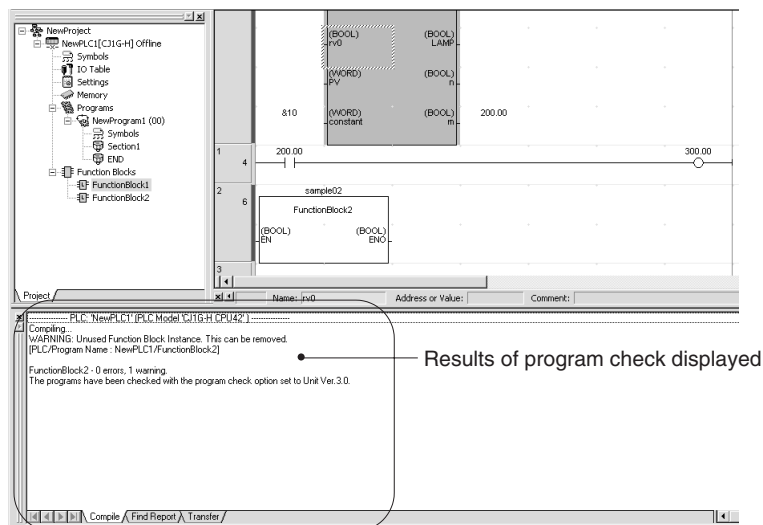 NewProject
NewPLC1[CJ1G-H] Offline
Symbols
IO Table
Settings
Memory
Programs
NewProgram1 (00)
Symbols
Section1
END
Function Blocks
FunctionBlock1
FunctionBlock2
Project
(BOOL) (BOOL)
rv0 LAMP
(WORD) (BOOL)
PV n
&10 (WORD) (BOOL) 200.00
constant m
1 200.00 300.00
4
2 sample02
6
FunctionBlock2
(BOOL) (BOOL)
EN ENO
3
Name: rv0 Address or Value: Comment:
--------------- PLC: 'NewPLC1' (PLC Model 'CJ1G-H CPU42' ) ---------------
Compiling...
WARNING: Unused Function Block Instance. This can be removed.
[PLC/Program Name : NewPLC1/FunctionBlock2]
FunctionBlock2 - 0 errors, 1 warning.
The programs have been checked with the program check option set to Unit Ver.3.0.
Results of program check displayed
Compile Find Report Transfer